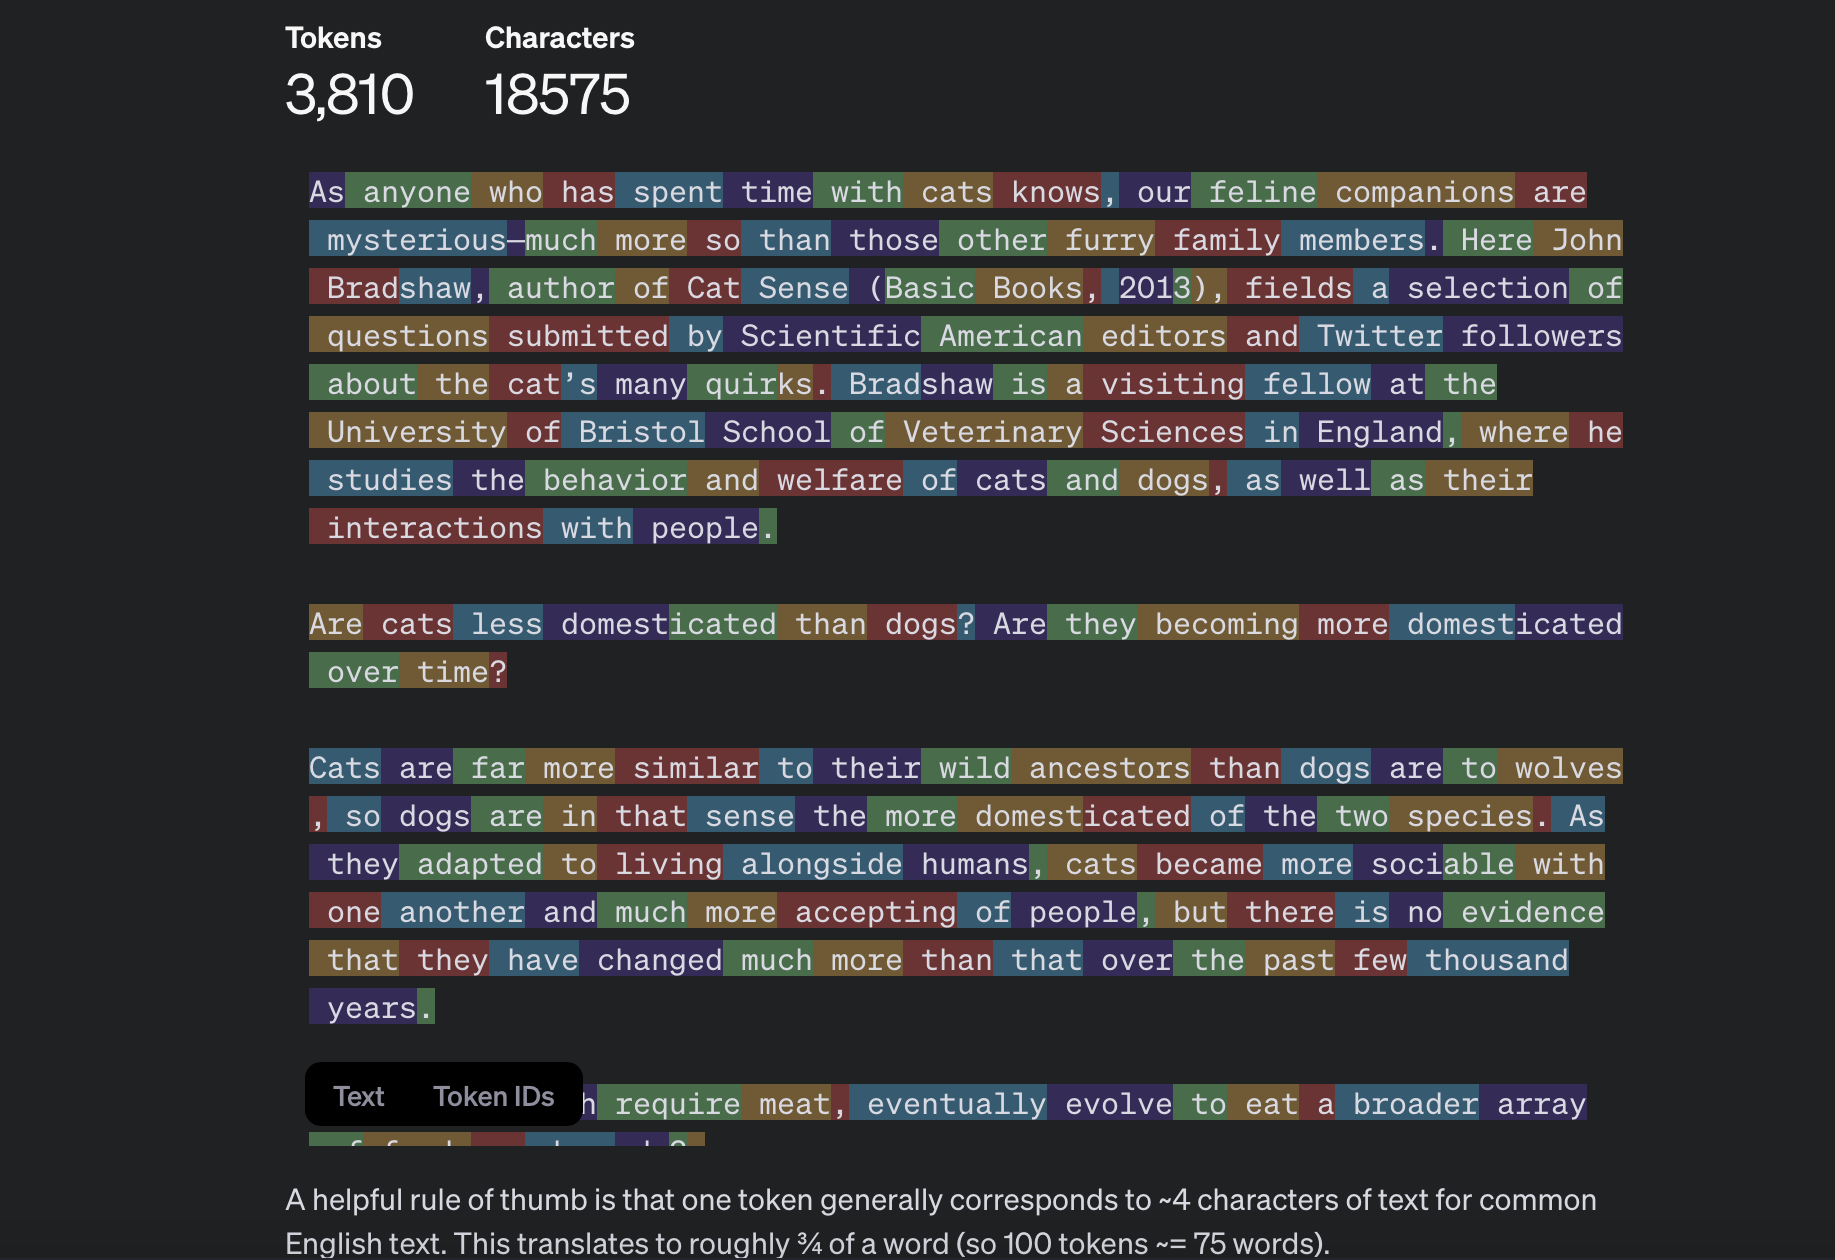 Tokens Characters
3,810 18575
As anyone who has spent time with cats knows, our feline companions are
mysterious—much more so than those other furry family members. Here John
Bradshaw, author of Cat Sense (Basic Books, 2013), fields a selection of
questions submitted by Scientific American editors and Twitter followers
about the cat’s many quirks. Bradshaw is a visiting fellow at the
University of Bristol School of Veterinary Sciences in England, where he
studies the behavior and welfare of cats and dogs, as well as their
interactions with people.
Are cats less domesticated than dogs? Are they becoming more domesticated
over time?
Cats are far more similar to their wild ancestors than dogs are to wolves
, so dogs are in that sense the more domesticated of the two species. As
they adapted to living alongside humans, cats became more sociable with
one another and much more accepting of people, but there is no evidence
that they have changed much more than that over the past few thousand
years.
Text Token IDs
require meat, eventually evolve to eat a broader array
A helpful rule of thumb is that one token generally corresponds to ~4 characters of text for common
English text. This translates to roughly ¾ of a word (so 100 tokens ~= 75 words).